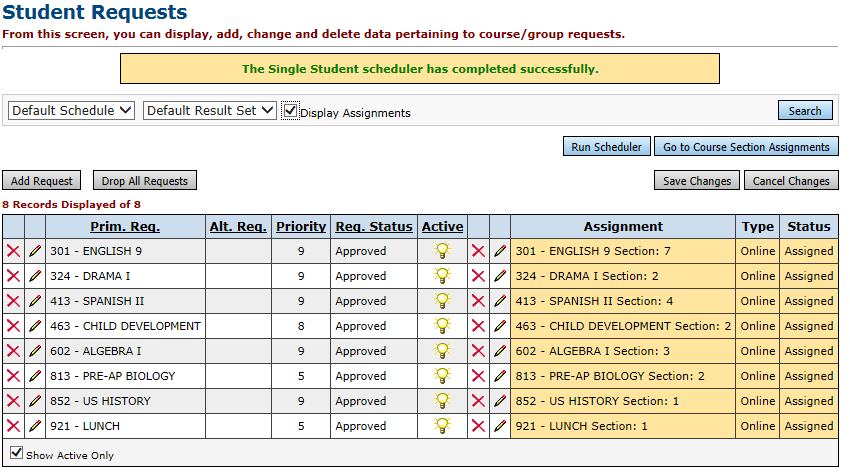 Student Requests
From this screen, you can display, add, change and delete data pertaining to course/group requests.
The Single Student scheduler has completed successfully.
Default Schedule Default Result Set Display Assignments Search
Run Scheduler Go to Course Section Assignments
Add Request Drop All Requests Save Changes Cancel Changes
8 Records Displayed of 8
Prim. Req. Alt. Req. Priority Req. Status Active Assignment Type Status
301 - ENGLISH 9 9 Approved 301 - ENGLISH 9 Section: 7 Online Assigned
324 - DRAMA I 9 Approved 324 - DRAMA I Section: 2 Online Assigned
413 - SPANISH II 9 Approved 413 - SPANISH II Section: 4 Online Assigned
463 - CHILD DEVELOPMENT 8 Approved 463 - CHILD DEVELOPMENT Section: 2 Online Assigned
602 - ALGEBRA I 9 Approved 602 - ALGEBRA I Section: 3 Online Assigned
813 - PRE-AP BIOLOGY 5 Approved 813 - PRE-AP BIOLOGY Section: 2 Online Assigned
852 - US HISTORY 9 Approved 852 - US HISTORY Section: 1 Online Assigned
921 - LUNCH 5 Approved 921 - LUNCH Section: 1 Online Assigned
Show Active Only